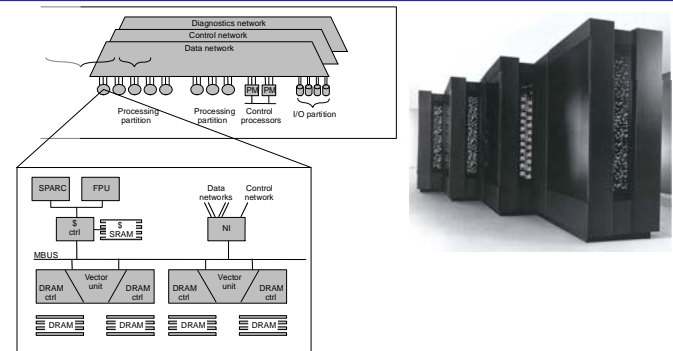 Diagnostics network
Control network
Data network
PM PM
Processing partition
Processing partition
Control processors
I/O partition
SPARC
FPU
Data networks
Control network
$ ctrl
$ SRAM
NI
MBUS
DRAM ctrl
Vector unit
DRAM ctrl
DRAM ctrl
Vector unit
DRAM ctrl
DRAM
DRAM
DRAM
DRAM